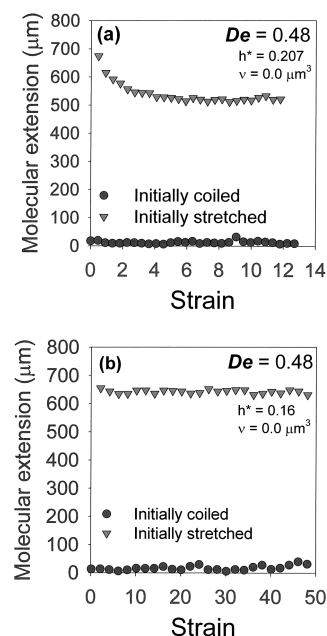 800
(a)
De = 0.48
700
h* = 0.207
ν = 0.0 μm³
600
500
400
300
200
Initially coiled
100
Initially stretched
0
0 2 4 6 8 10 12 14
Molecular extension (μm)
Strain
800
(b)
De = 0.48
700
600
h* = 0.16
ν = 0.0 μm³
500
400
300
200
Initially coiled
100
Initially stretched
0
0 10 20 30 40 50
Molecular extension (μm)
Strain